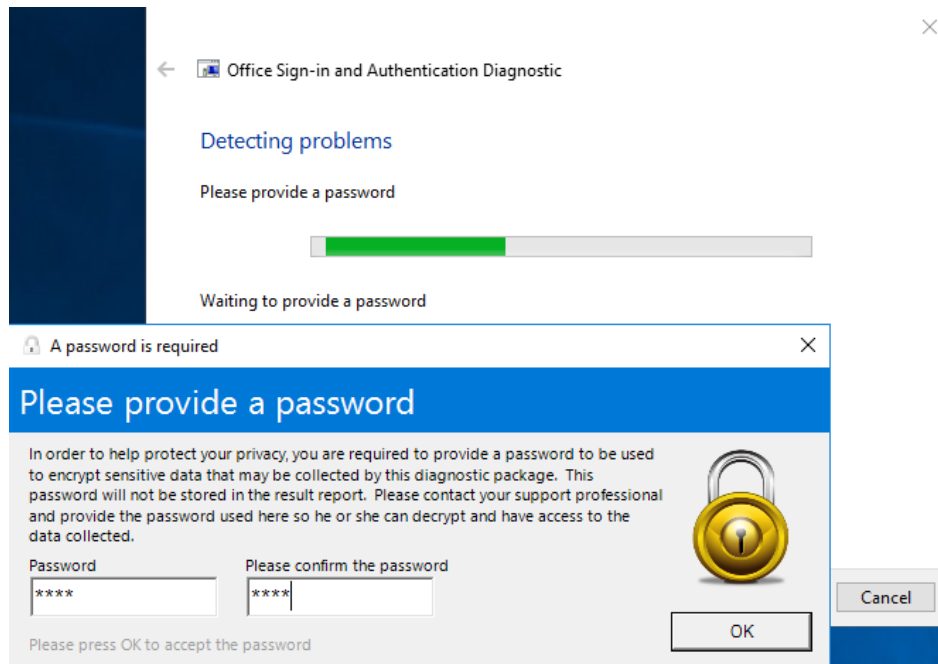 Office Sign-in and Authentication Diagnostic
Detecting problems
Please provide a password
Waiting to provide a password
A password is required
Please provide a password
In order to help protect your privacy, you are required to provide a password to be used
to encrypt sensitive data that may be collected by this diagnostic package. This
password will not be stored in the result report. Please contact your support professional
and provide the password used here so he or she can decrypt and have access to the
data collected.
Password Please confirm the password
**** ****
Please press OK to accept the password
OK
Cancel